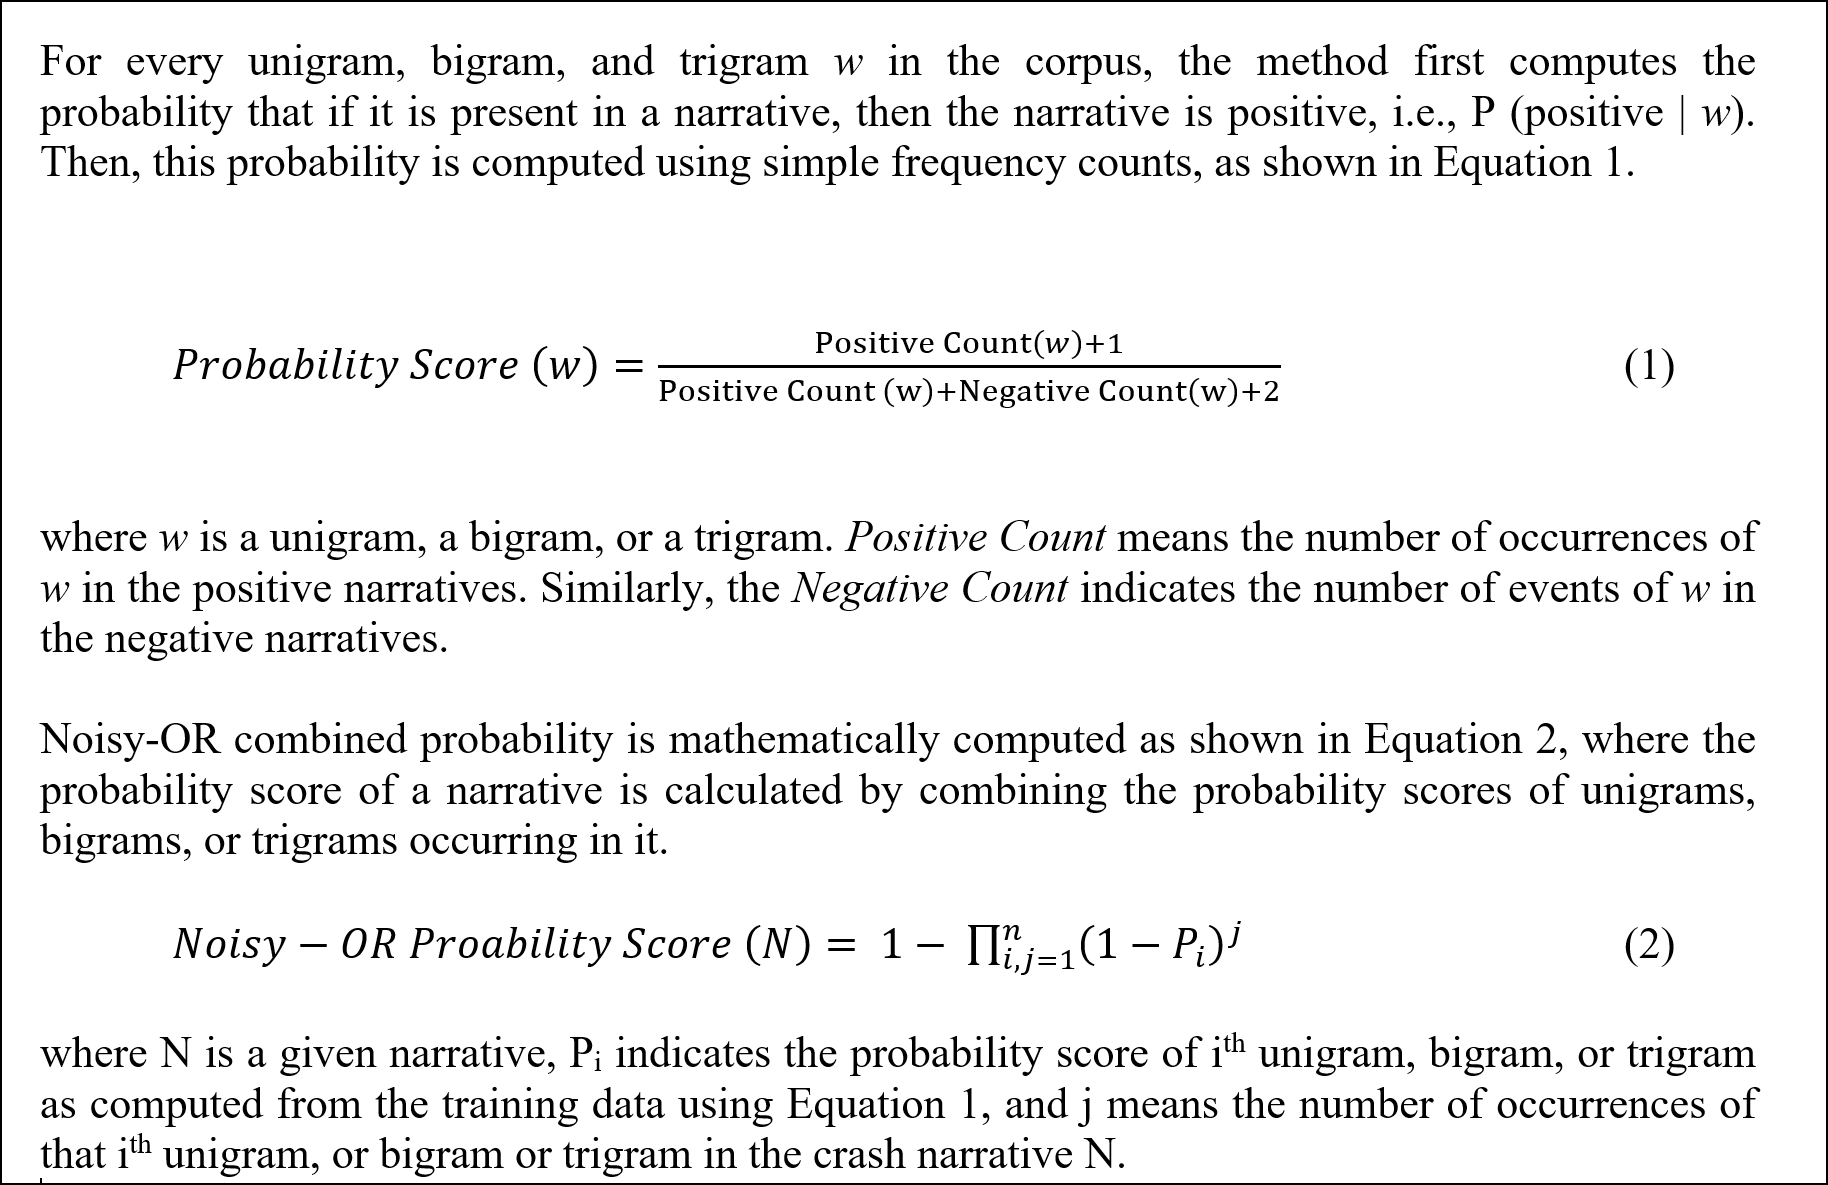 For every unigram, bigram, and trigram w in the corpus, the method first computes the
probability that if it is present in a narrative, then the narrative is positive, i.e., P (positive | w).
Then, this probability is computed using simple frequency counts, as shown in Equation 1.
Probability Score (w) = \frac{Positive Count(w)+1}{Positive Count (w)+Negative Count(w)+2} (1)
where w is a unigram, a bigram, or a trigram. Positive Count means the number of occurrences of
w in the positive narratives. Similarly, the Negative Count indicates the number of events of w in
the negative narratives.
Noisy-OR combined probability is mathematically computed as shown in Equation 2, where the
probability score of a narrative is calculated by combining the probability scores of unigrams,
bigrams, or trigrams occurring in it.
Noisy − OR Proability Score (N) = 1 − ∏_{i,j=1}^{n}(1 − P_i)^j (2)
where N is a given narrative, P_i indicates the probability score of i^th unigram, bigram, or trigram
as computed from the training data using Equation 1, and j means the number of occurrences of
that i^th unigram, or bigram or trigram in the crash narrative N.